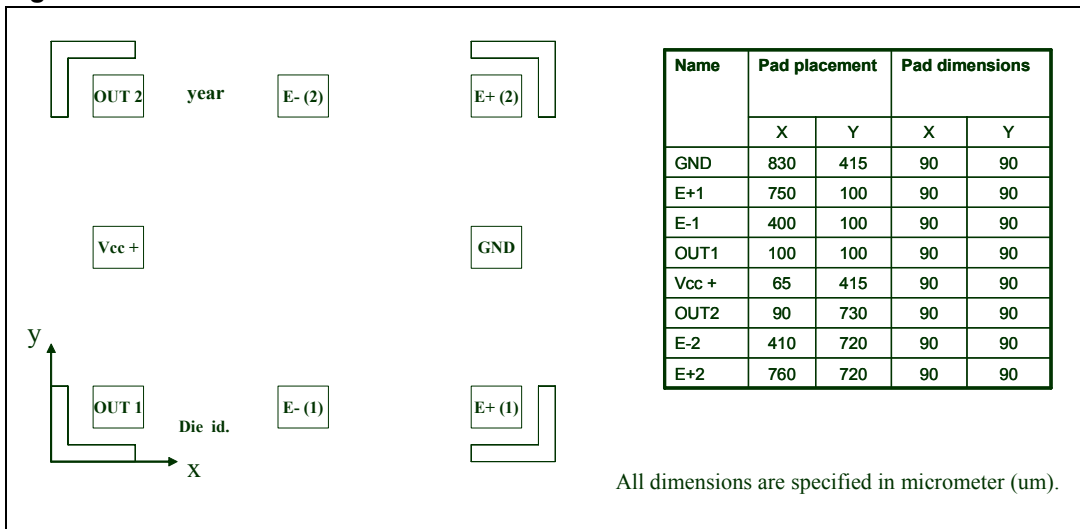 OUT 2 year E- (2) E+ (2)
Vcc + GND
y
OUT 1 Die id. E- (1) E+ (1)
x
Name Pad placement Pad dimensions
X Y X Y
GND 830 415 90 90
E+1 750 100 90 90
E-1 400 100 90 90
OUT1 100 100 90 90
Vcc + 65 415 90 90
OUT2 90 730 90 90
E-2 410 720 90 90
E+2 760 720 90 90
All dimensions are specified in micrometer (um).